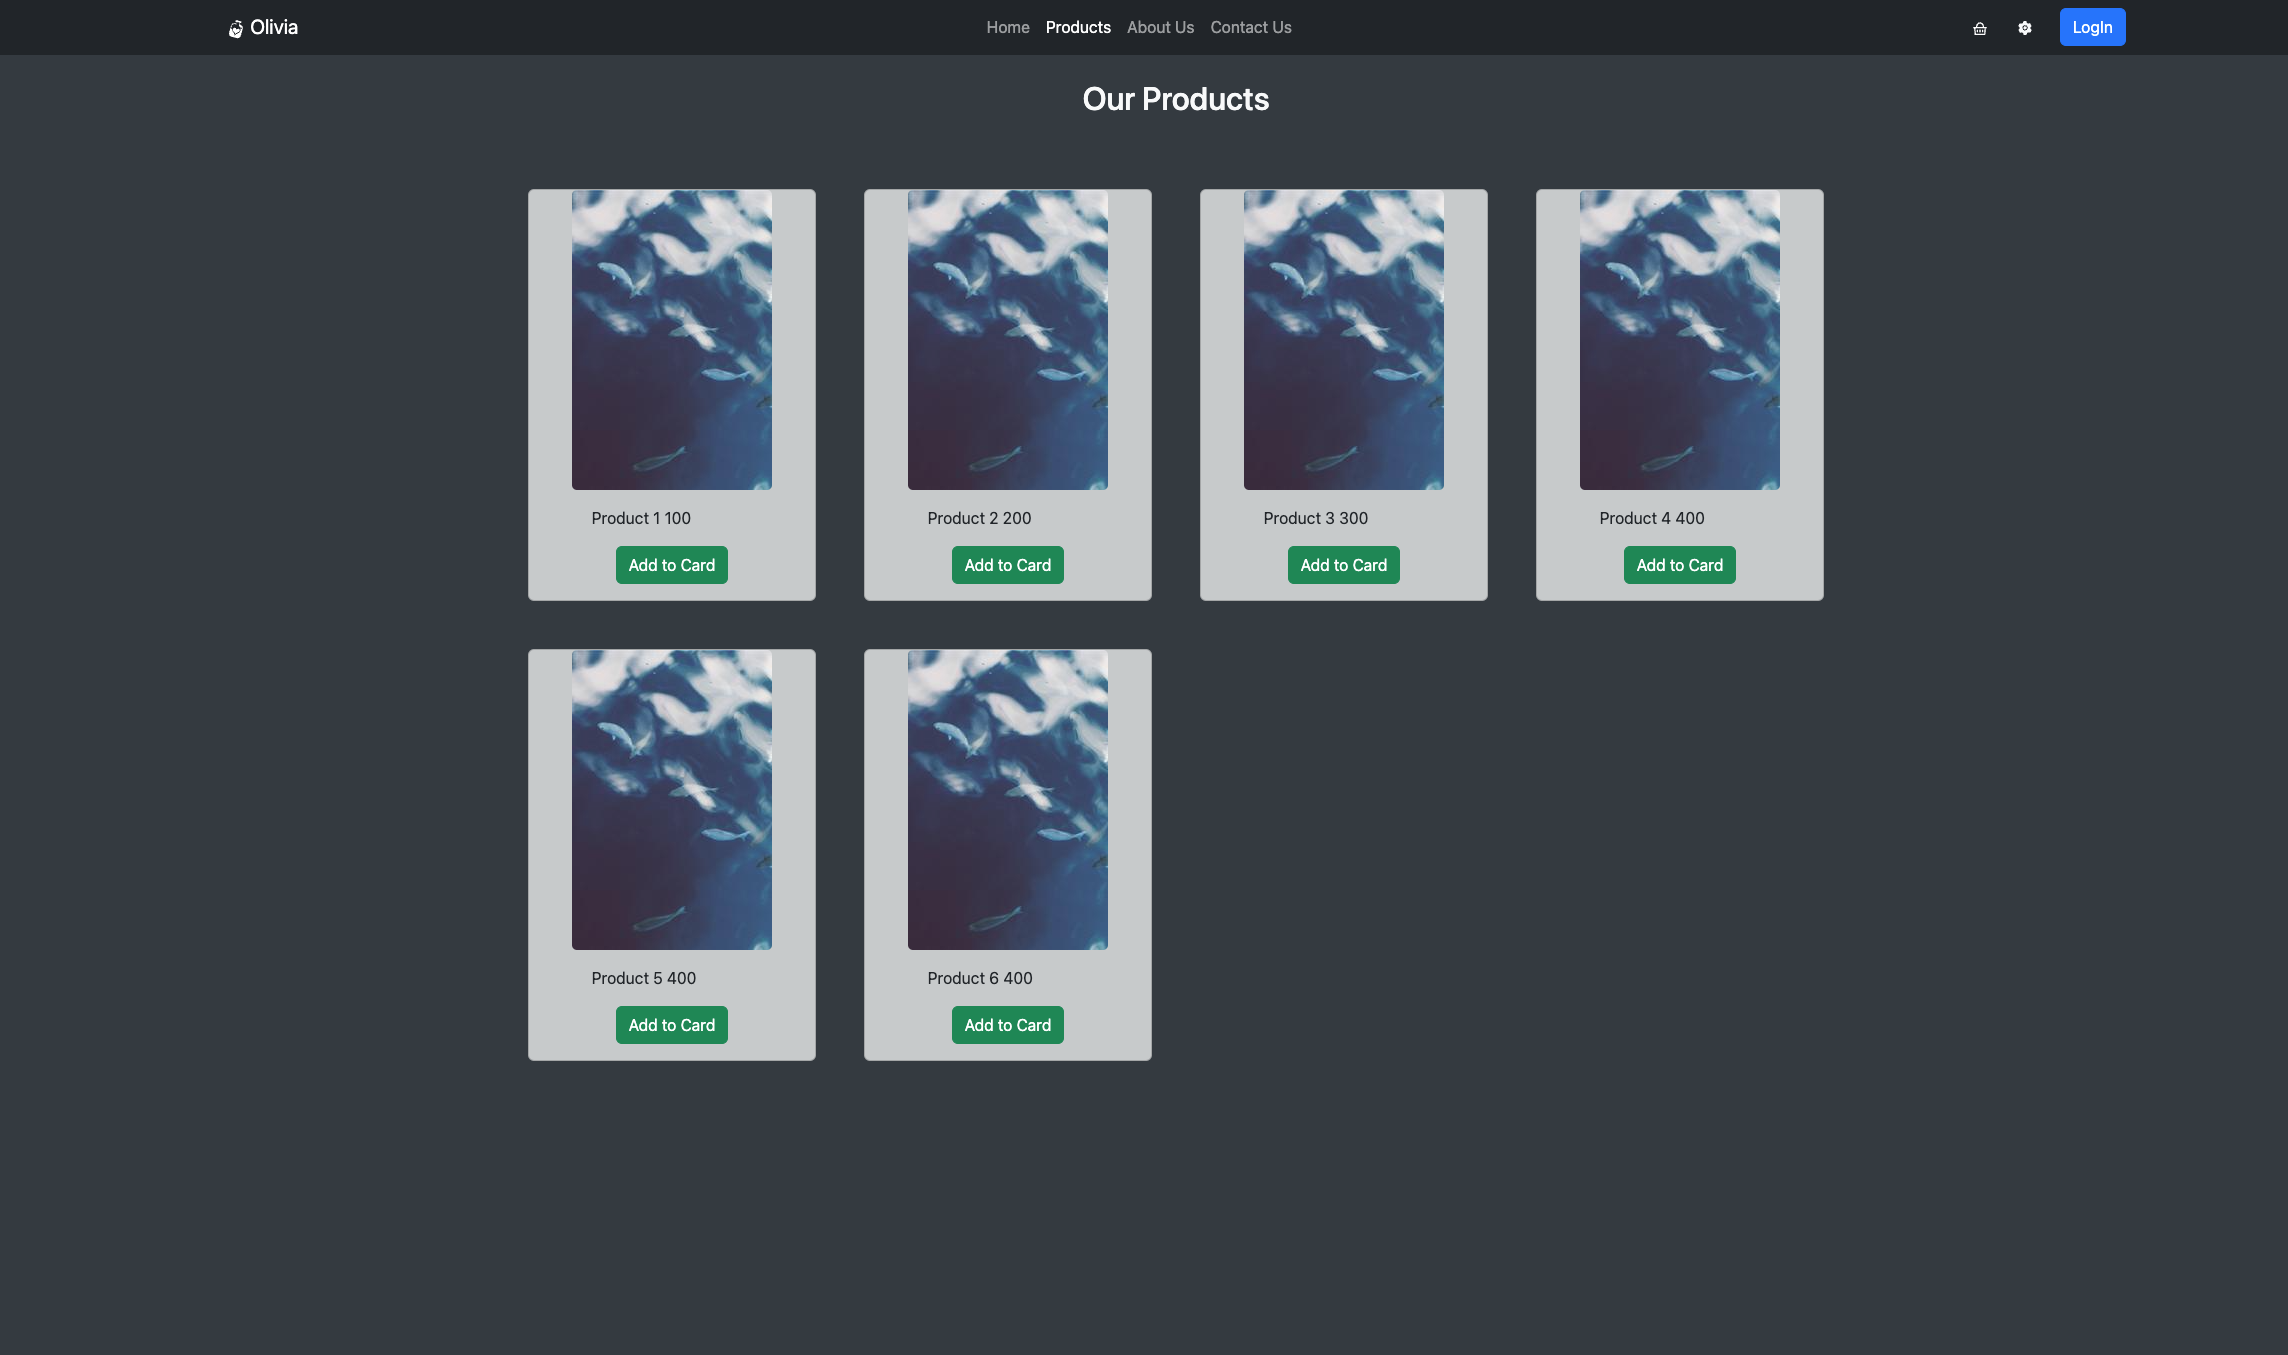 Olivia
Home Products About Us Contact Us
LogIn
Our Products
Product 1 100
Add to Card
Product 2 200
Add to Card
Product 3 300
Add to Card
Product 4 400
Add to Card
Product 5 400
Add to Card
Product 6 400
Add to Card